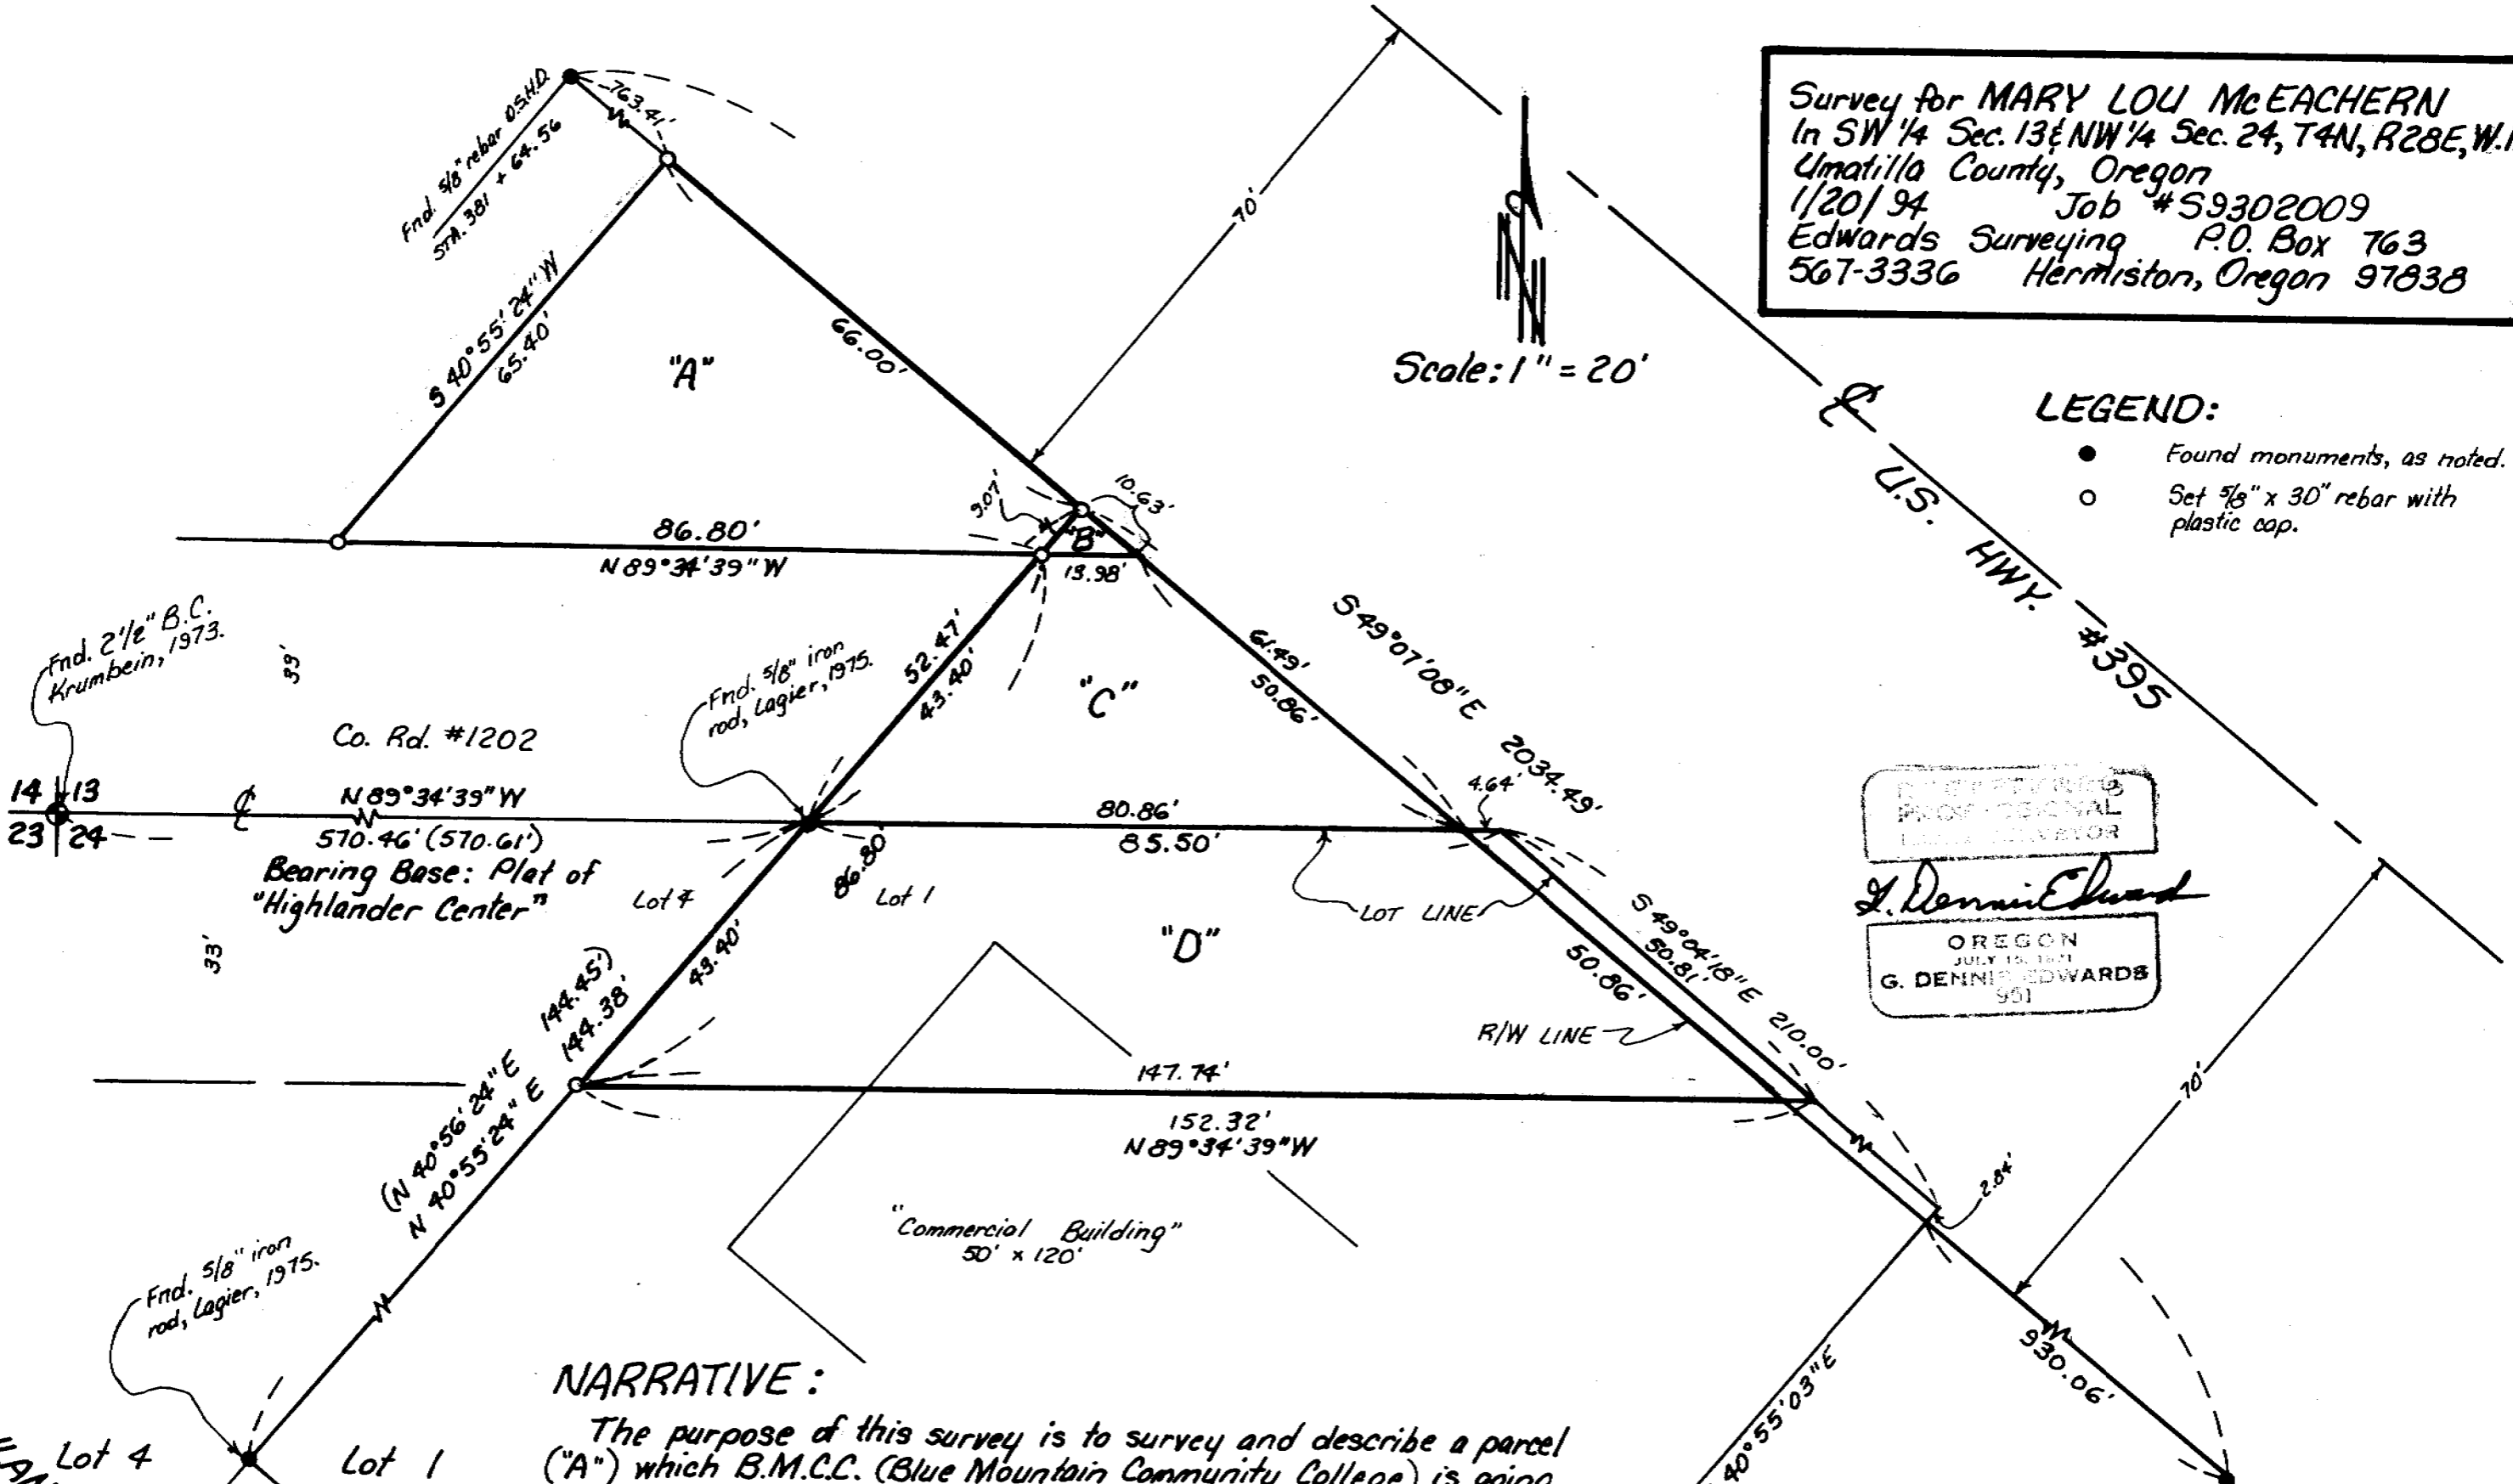 Survey for MARY LOU McEACHERN
In SW 1/4 Sec. 13 & NW 1/4 Sec. 24, T4N, R28E, W.
Umatilla County, Oregon
1/20/94 Job #S9302009
Edwards Surveying P.O. Box 763
567-3336 Hermiston, Oregon 97838
Fnd. 5/8" rebar O.S.H.D.
STA. 381 + 64.56
763.41'
70'
S 40°55'24" W
65.40'
"A"
66.00'
Scale: 1" = 20'
LEGEND:
Found monuments, as noted.
Set 5/8" x 30" rebar with
plastic cap.
U.S. HWY. #395
9.07'
10.63'
"B"
86.80'
N 89°34'39" W
13.98'
Fnd. 2 1/2" B.C.
Krumbein, 1973.
39'
Fnd. 5/8" iron
rod, Lagier, 1975.
52.47'
43.40'
"C"
61.49'
50.86'
S 49°07'08" E 2034.49'
Co. Rd. #1202
14 13
23 24
N 89°34'39" W
570.46' (570.61')
Bearing Base: Plat of
"Highlander Center"
80.86'
85.50'
4.64'
86.80'
Lot 4
Lot 1
LOT LINE
33'
"D"
43.40'
S 49°04'18" E 210.00'
50.81'
50.86'
R/W LINE
OREGON
G. DENNIS EDWARDS
951
(144.45')
144.38'
(N 40°56'24" E
N 40°55'24" E
147.74'
152.32'
N 89°34'39" W
70'
2.84'
"Commercial Building"
50' x 120'
Fnd. 5/8" iron
rod, Lagier, 1975.
930.06'
40°55'03" E
Lot 4
Lot 1
NARRATIVE:
The purpose of this survey is to survey and describe a parcel
("A") which B.M.C.C. (Blue Mountain Community College) is going